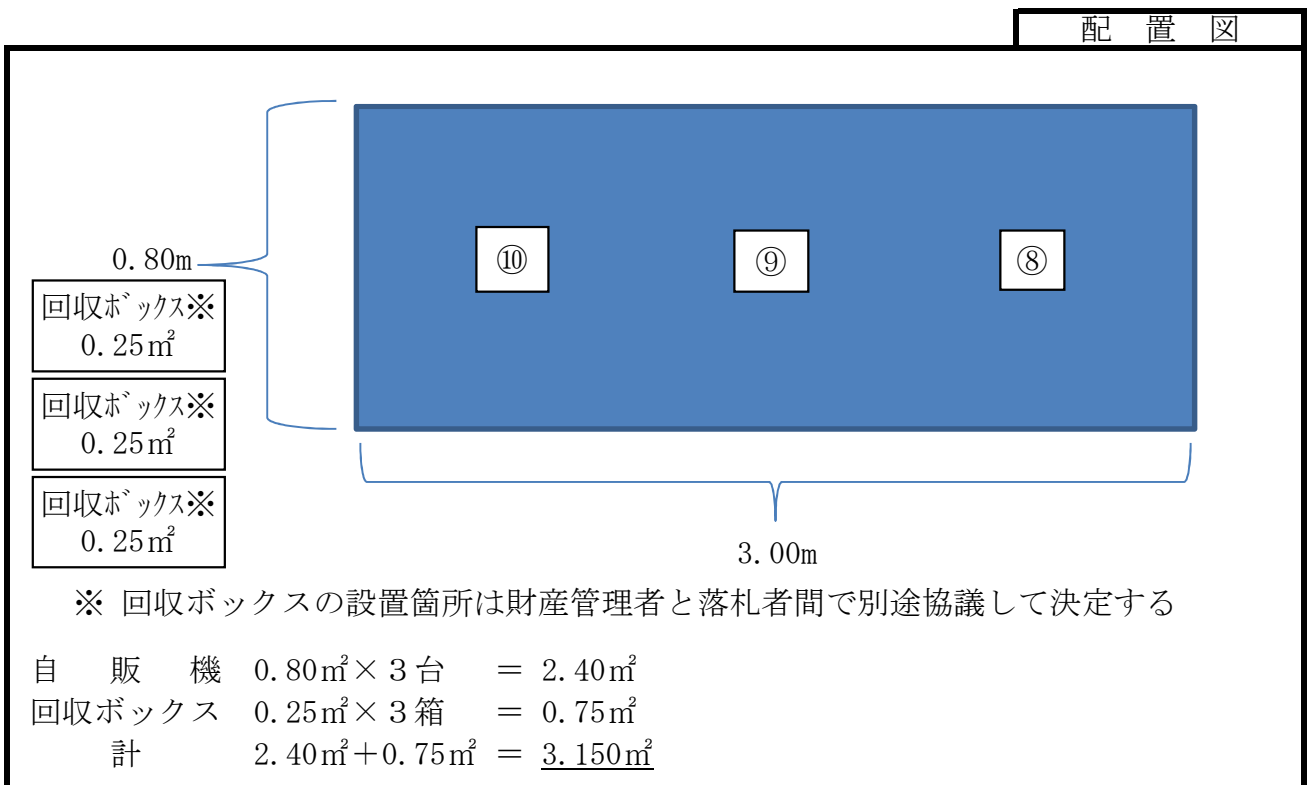 配　置　図
⑩
⑨
⑧
0.80m
回収ﾎﾞｯｸｽ※
0.25㎡
回収ﾎﾞｯｸｽ※
0.25㎡
回収ﾎﾞｯｸｽ※
0.25㎡
3.00m
※ 回収ボックスの設置箇所は財産管理者と落札者間で別途協議して決定する
自　販　機　0.80㎡×３台　＝ 2.40㎡
回収ボックス　0.25㎡×３箱　＝ 0.75㎡
計　2.40㎡＋0.75㎡ ＝ 3.150㎡